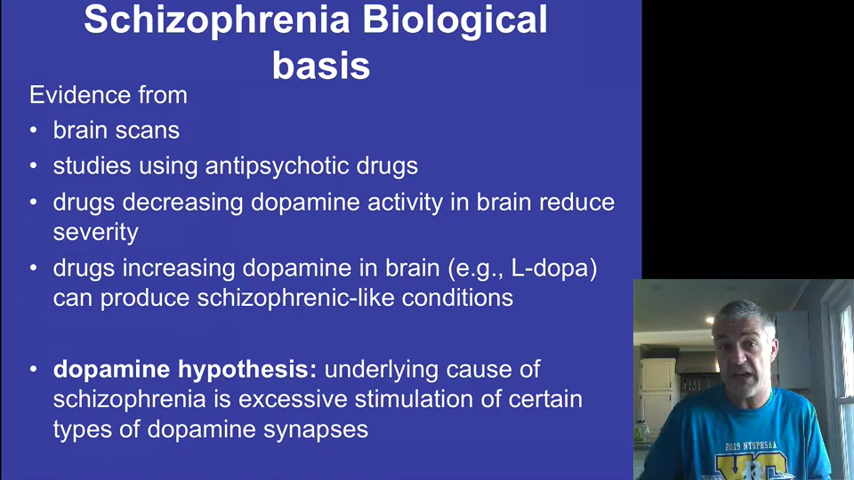 Schizophrenia Biological
basis
Evidence from
• brain scans
• studies using antipsychotic drugs
• drugs decreasing dopamine activity in brain reduce
severity
• drugs increasing dopamine in brain (e.g., L-dopa)
can produce schizophrenic-like conditions
• dopamine hypothesis: underlying cause of
schizophrenia is excessive stimulation of certain
types of dopamine synapses
2019 NYSPHSAA